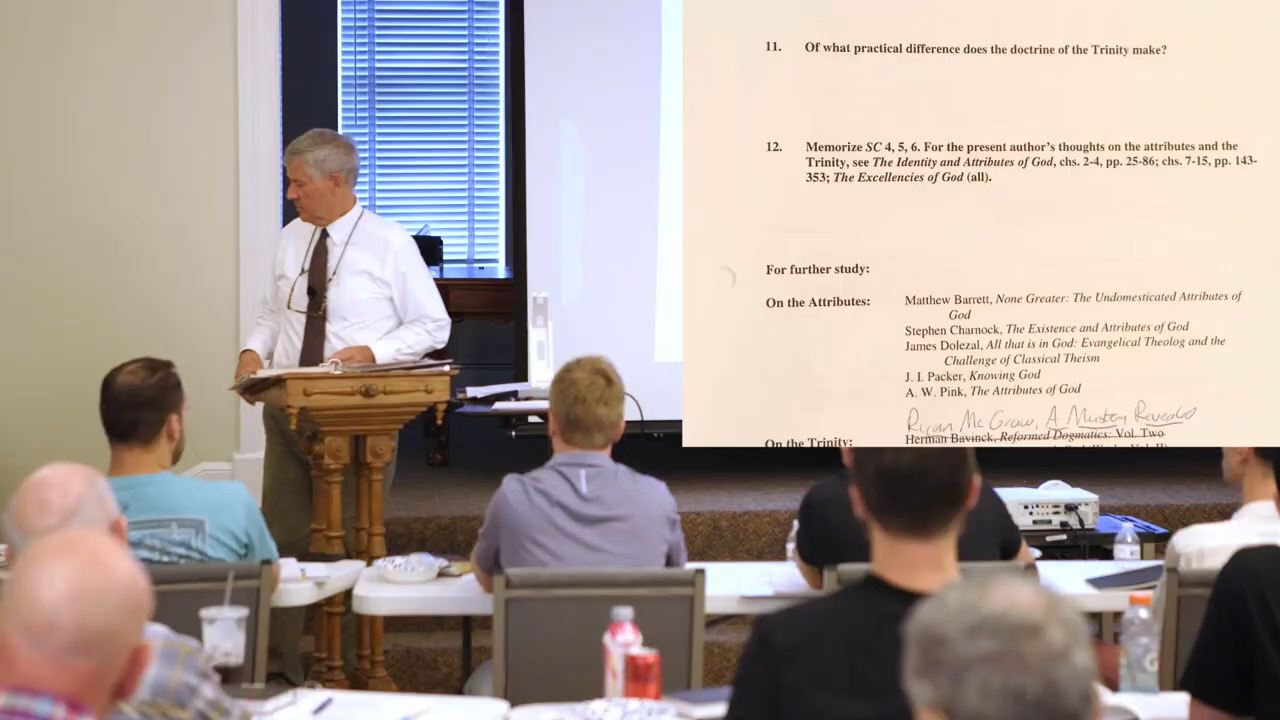 11. Of what practical difference does the doctrine of the Trinity make?
12. Memorize SC 4, 5, 6. For the present author's thoughts on the attributes and the
Trinity, see The Identity and Attributes of God, chs. 2-4, pp. 25-86; chs. 7-15, pp. 143-
353; The Excellencies of God (all).
For further study:
On the Attributes: Matthew Barrett, None Greater: The Undomesticated Attributes of
God
Stephen Charnock, The Existence and Attributes of God
James Dolezal, All that is in God: Evangelical Theolog and the
Challenge of Classical Theism
J. I. Packer, Knowing God
A. W. Pink, The Attributes of God
Ryan McGraw, A Mystery Reveals
On the Trinity: Herman Bavinck, Reformed Dogmatics: Vol. Two